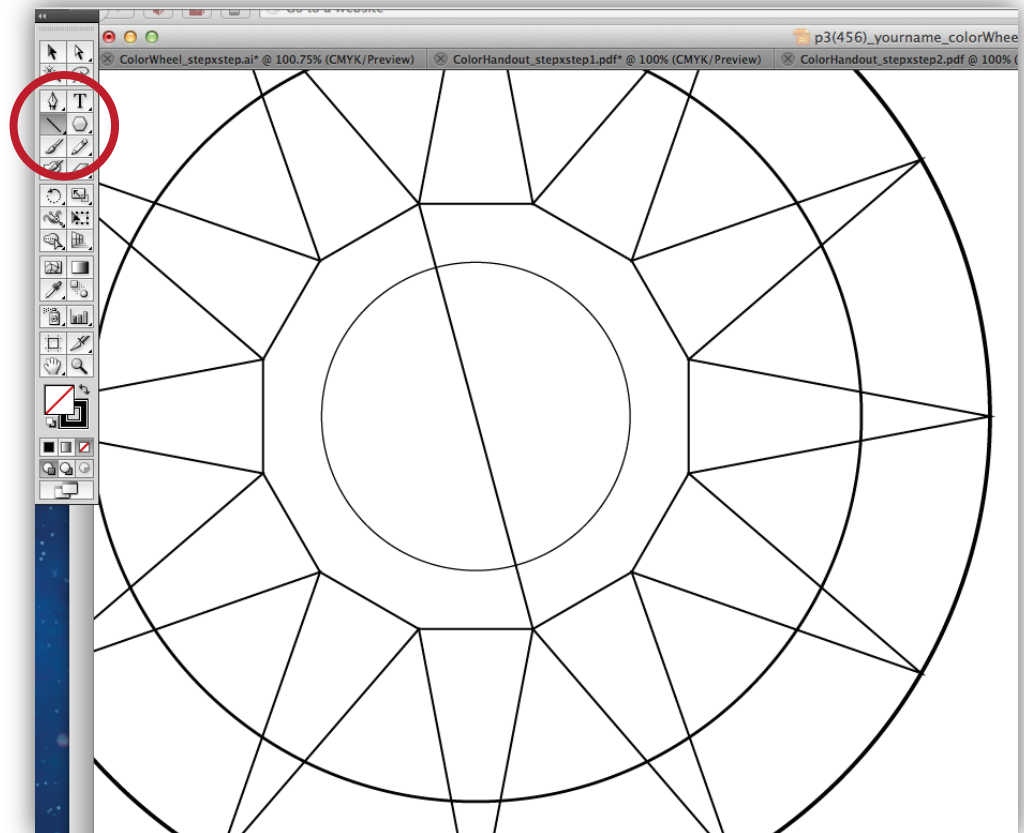 Go to a website
p3(456)_yourname_colorWhee
ColorWheel_stepxstep.ai* @ 100.75% (CMYK/Preview)
ColorHandout_stepxstep1.pdf* @ 100% (CMYK/Preview)
ColorHandout_stepxstep2.pdf @ 100% (
T